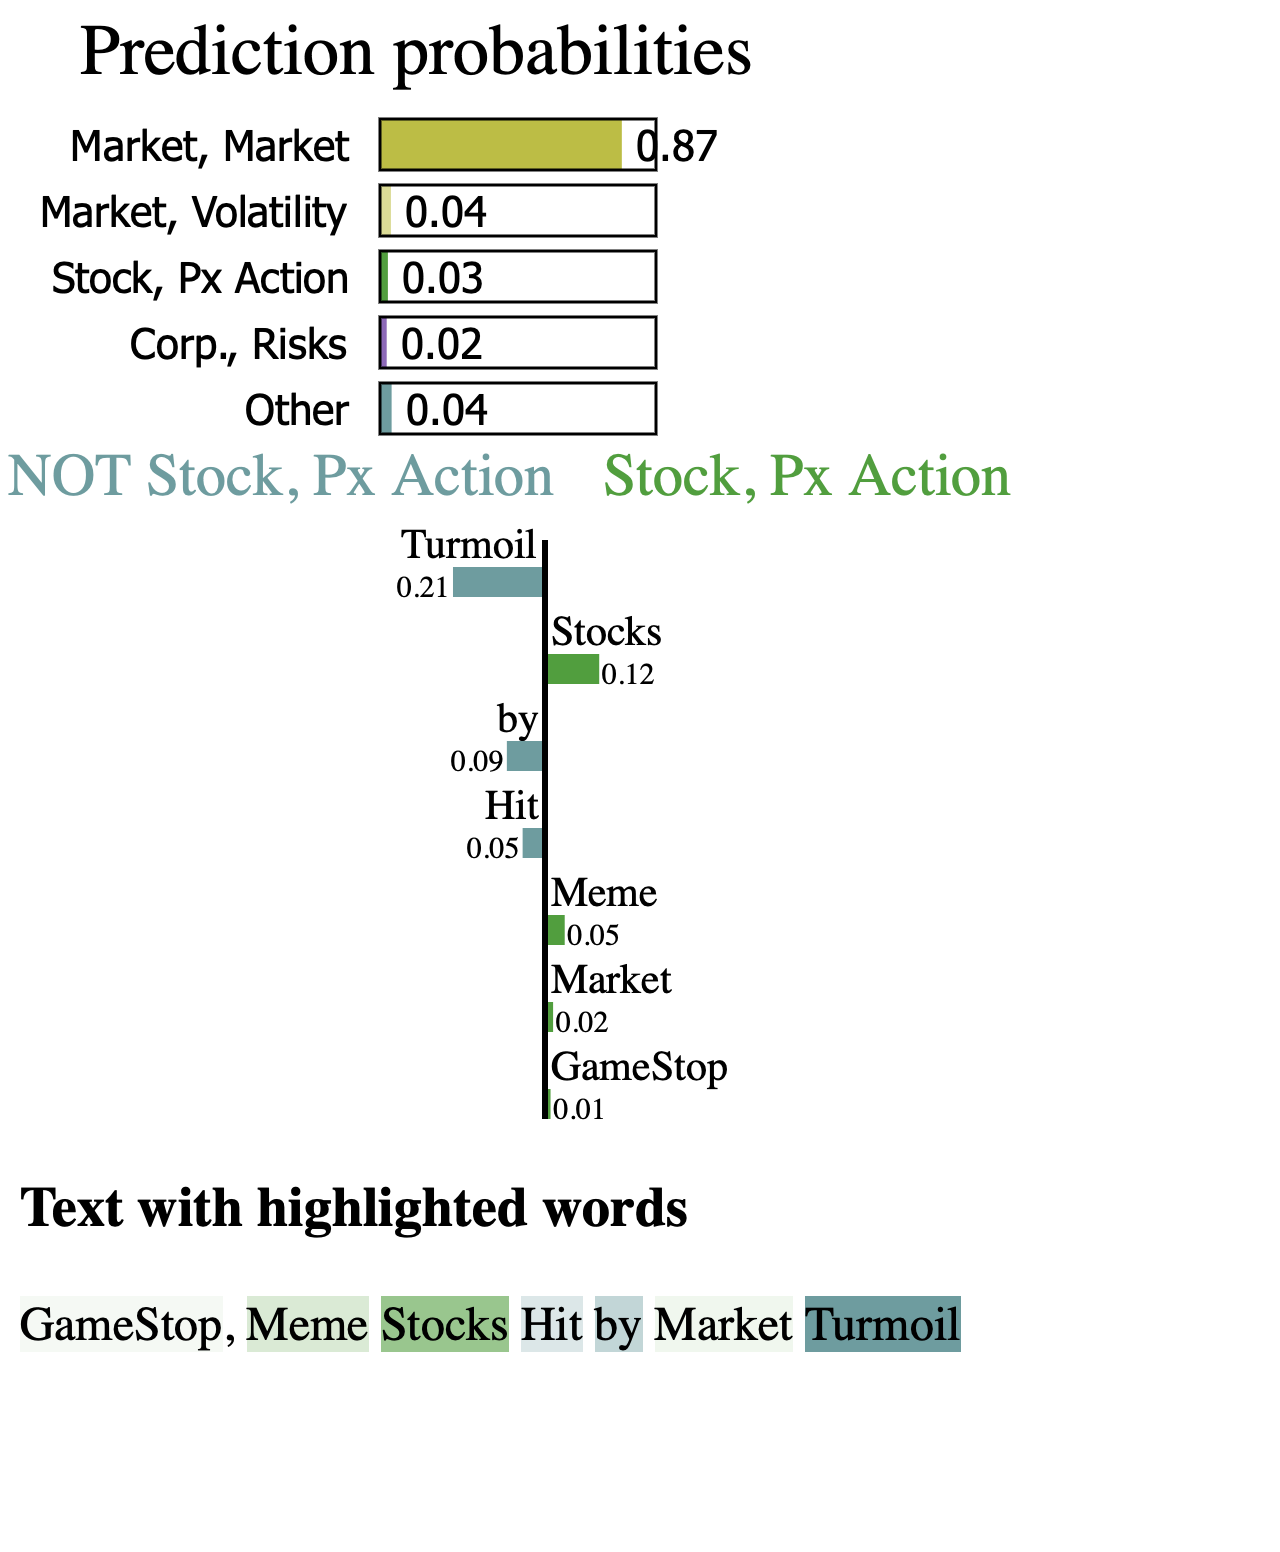 Prediction probabilities
Market, Market 0.87
Market, Volatility 0.04
Stock, Px Action 0.03
Corp., Risks 0.02
Other 0.04
NOT Stock, Px Action Stock, Px Action
Turmoil
0.21
Stocks
0.12
by
0.09
Hit
0.05
Meme
0.05
Market
0.02
GameStop
0.01
Text with highlighted words
GameStop, Meme Stocks Hit by Market Turmoil